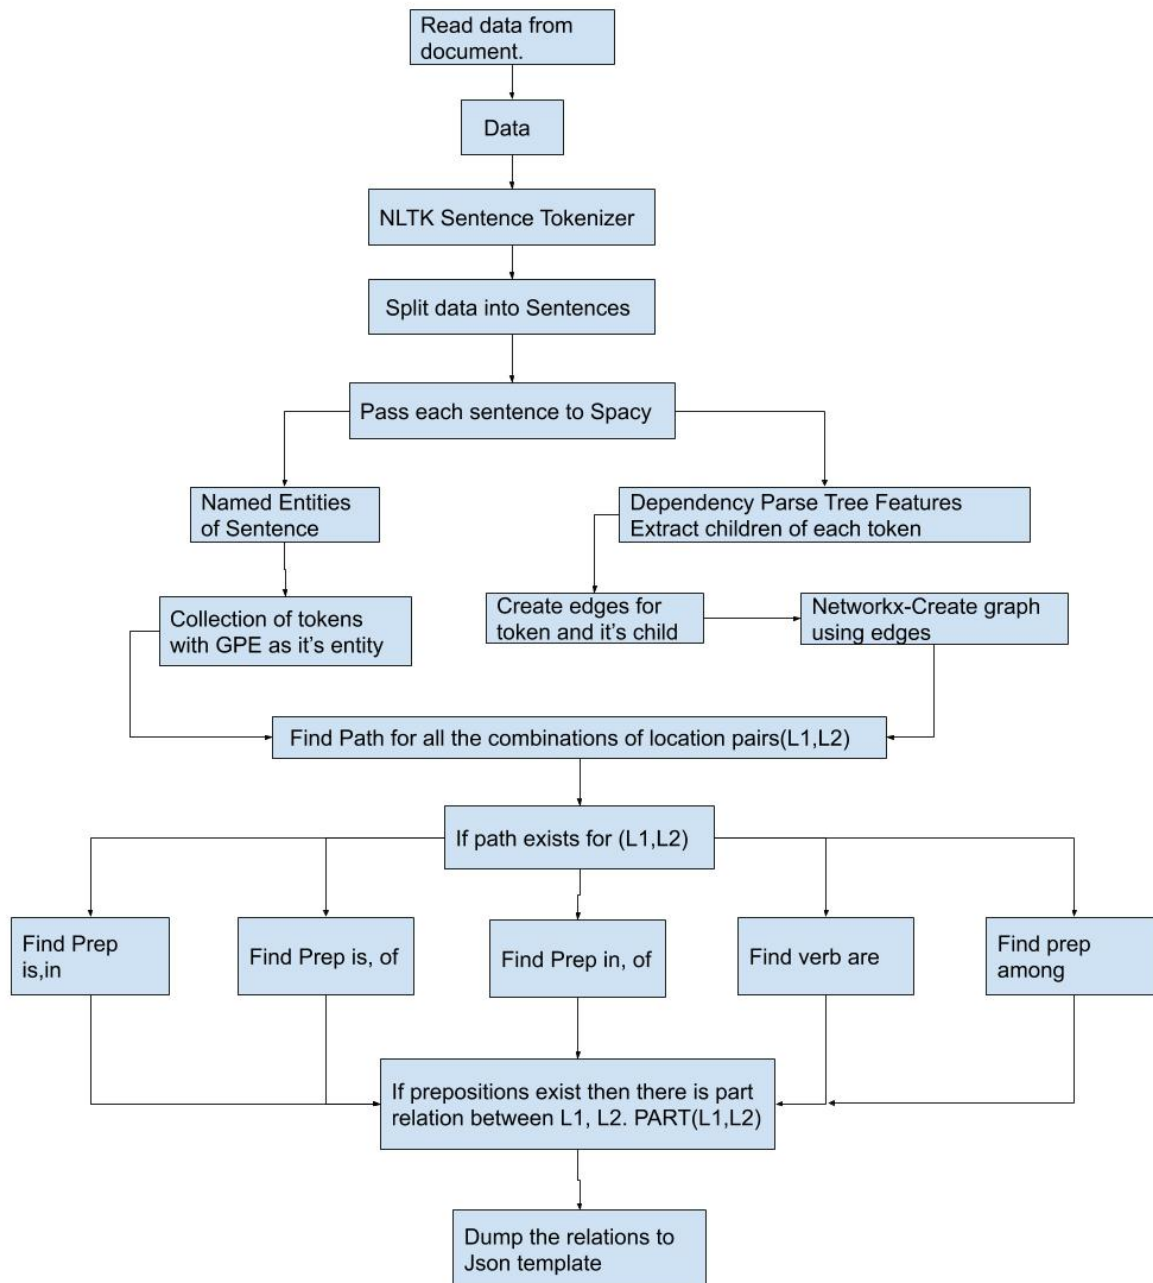 Read data from
document.
Data
NLTK Sentence Tokenizer
Split data into Sentences
Pass each sentence to Spacy
Named Entities
of Sentence
Dependency Parse Tree Features
Extract children of each token
Collection of tokens
with GPE as it's entity
Create edges for
token and it's child
Networkx-Create graph
using edges
Find Path for all the combinations of location pairs(L1,L2)
If path exists for (L1,L2)
Find Prep
is,in
Find Prep is, of
Find Prep in, of
Find verb are
Find prep
among
If prepositions exist then there is part
relation between L1, L2. PART(L1,L2)
Dump the relations to
Json template